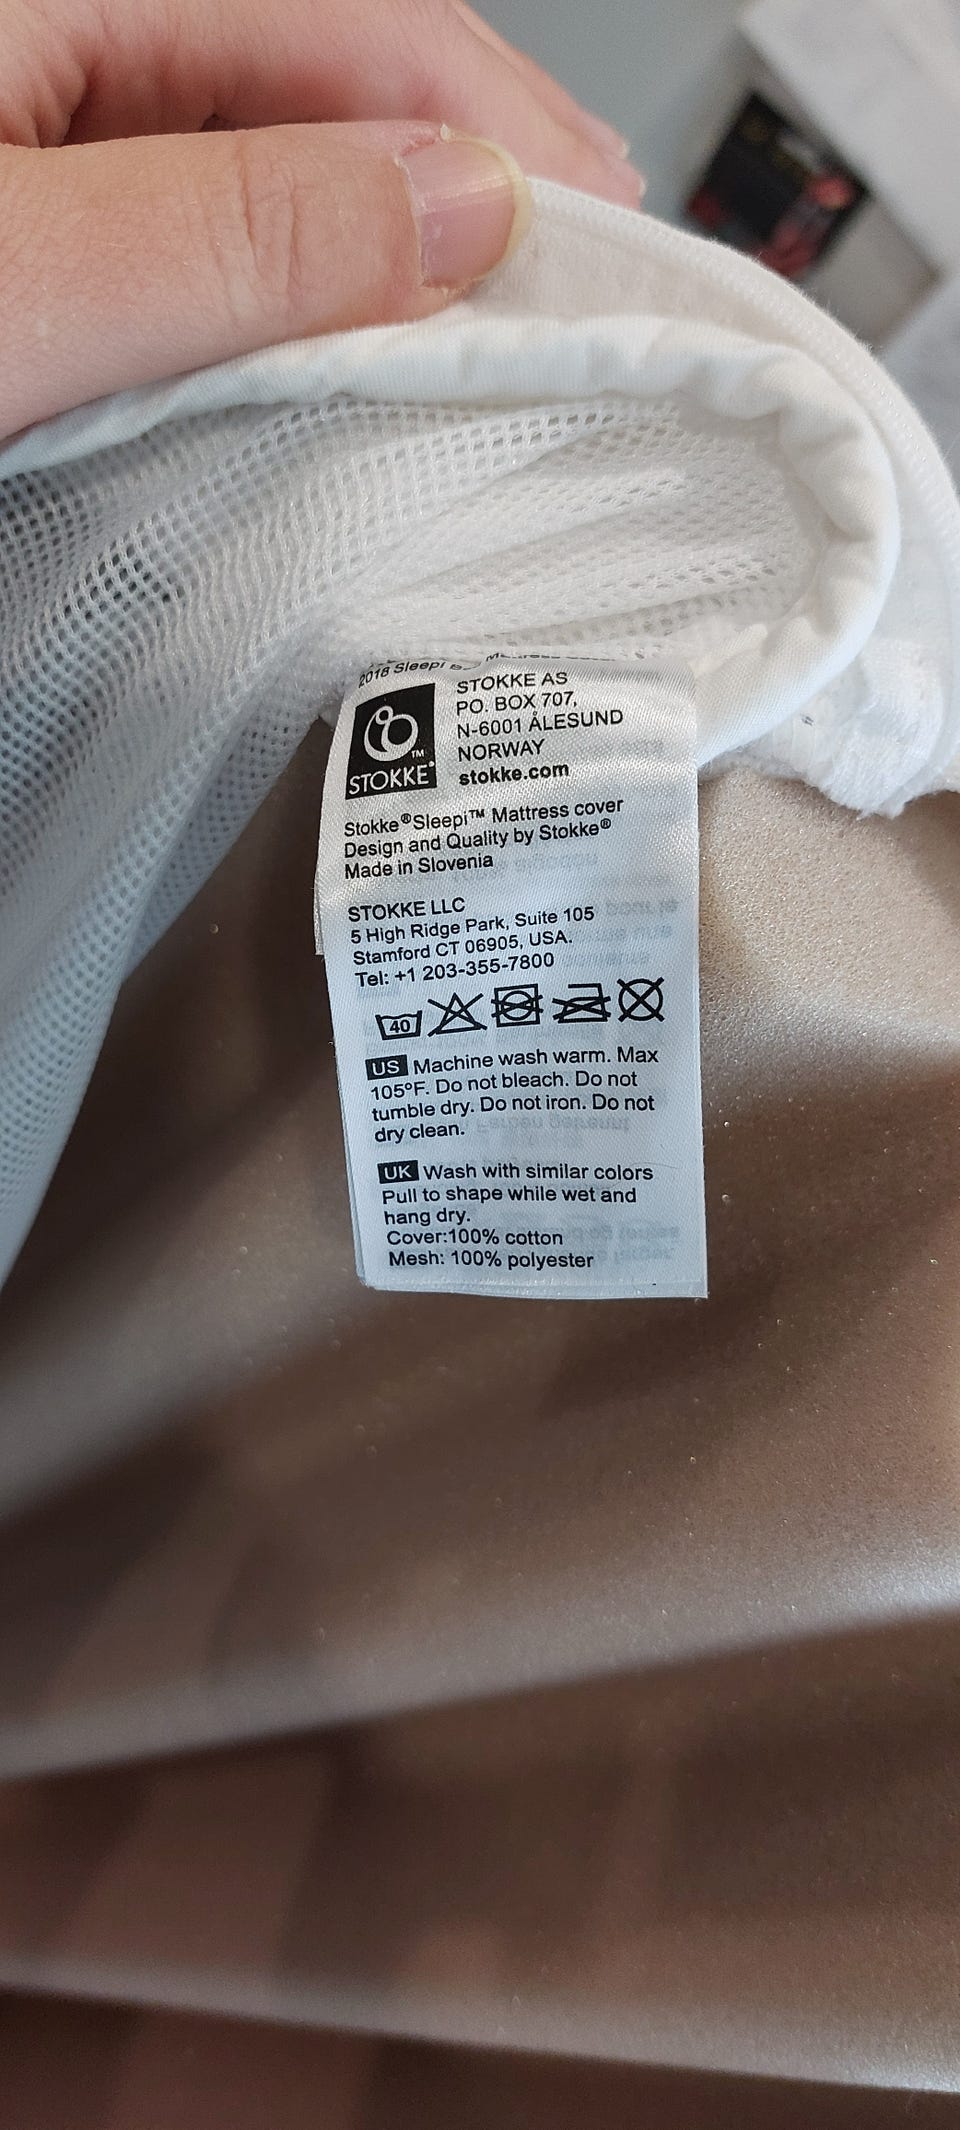 2018 Sleepi
STOKKE™
STOKKE AS
PO. BOX 707,
N-6001 ÅLESUND
NORWAY
stokke.com
Stokke®Sleepi™ Mattress cover
Design and Quality by Stokke®
Made in Slovenia
STOKKE LLC
5 High Ridge Park, Suite 105
Stamford CT 06905, USA.
Tel: +1 203-355-7800
40
US Machine wash warm. Max
105°F. Do not bleach. Do not
tumble dry. Do not iron. Do not
dry clean.
UK Wash with similar colors
Pull to shape while wet and
hang dry.
Cover:100% cotton
Mesh: 100% polyester